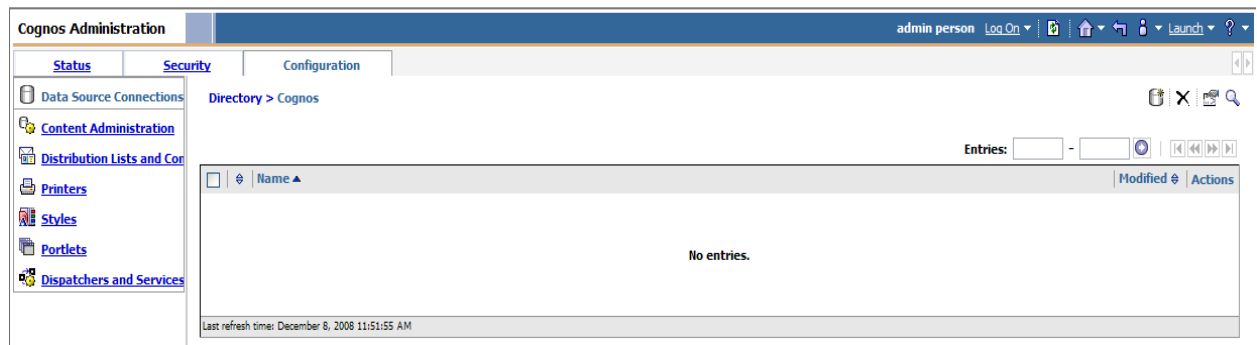 Cognos Administration
admin person Log On Launch ?
Status Security Configuration
Data Source Connections
Content Administration
Distribution Lists and Con
Printers
Styles
Portlets
Dispatchers and Services
Directory > Cognos
Entries: -
Name Modified Actions
No entries.
Last refresh time: December 8, 2008 11:51:55 AM